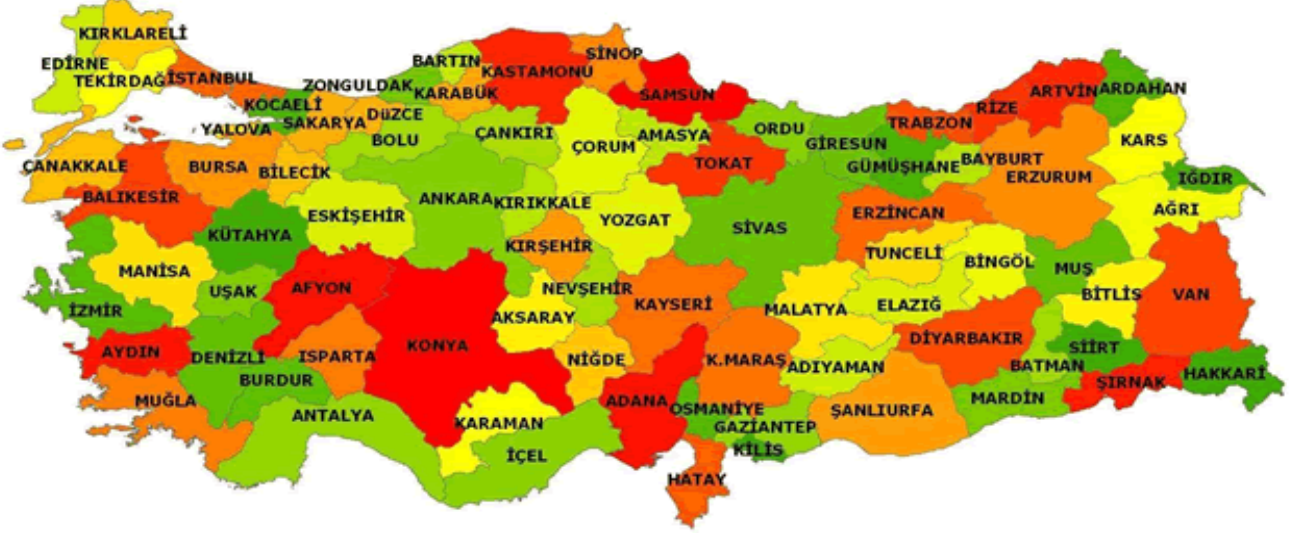 KIRKLARELİ
EDİRNE
TEKİRDAĞ
İSTANBUL
KOCAELİ
YALOVA
SAKARYA
DÜZCE
ZONGULDAK
BARTIN
KARABÜK
KASTAMONU
SİNOP
SAMSUN
BOLU
ÇANKIRI
ÇORUM
AMASYA
TOKAT
ORDU
GİRESUN
GÜMÜŞHANE
TRABZON
RİZE
ARTVİN
ARDAHAN
BAYBURT
ERZURUM
KARS
IĞDIR
AĞRI
ÇANAKKALE
BALIKESİR
BURSA
BİLECİK
ESKİŞEHİR
KÜTAHYA
ANKARA
KIRIKKALE
KIRŞEHİR
YOZGAT
SİVAS
ERZİNCAN
TUNCELİ
BİNGÖL
MUŞ
BİTLİS
VAN
MANİSA
İZMİR
UŞAK
AFYON
KONYA
AKSARAY
NEVŞEHİR
KAYSERİ
MALATYA
ELAZIĞ
DİYARBAKIR
BATMAN
SİİRT
ŞIRNAK
HAKKARİ
AYDIN
DENİZLİ
ISPARTA
BURDUR
MUĞLA
ANTALYA
KARAMAN
İÇEL
NİĞDE
ADANA
K.MARAŞ
ADIYAMAN
OSMANİYE
GAZİANTEP
KİLİS
HATAY
ŞANLIURFA
MARDİN